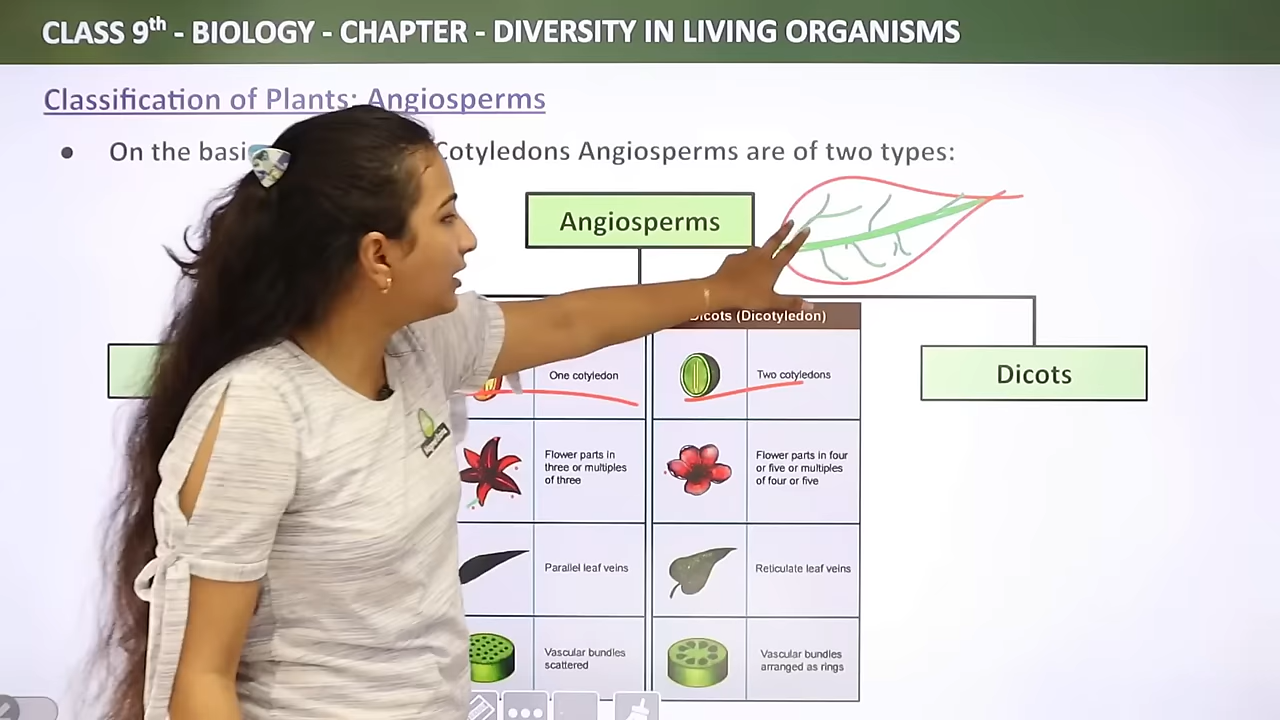 CLASS 9th - BIOLOGY - CHAPTER - DIVERSITY IN LIVING ORGANISMS
Classification of Plants: Angiosperms
● On the Cotyledons Angiosperms are of two types:
Angiosperms
(Dicotyledon)
Dicots
One cotyledon
Two cotyledons
Flower parts in
three or multiples
of three
Flower parts in four
or five or multiples
of four or five
Parallel leaf veins
Reticulate leaf veins
Vascular bundles
scattered
Vascular bundles
arranged as rings